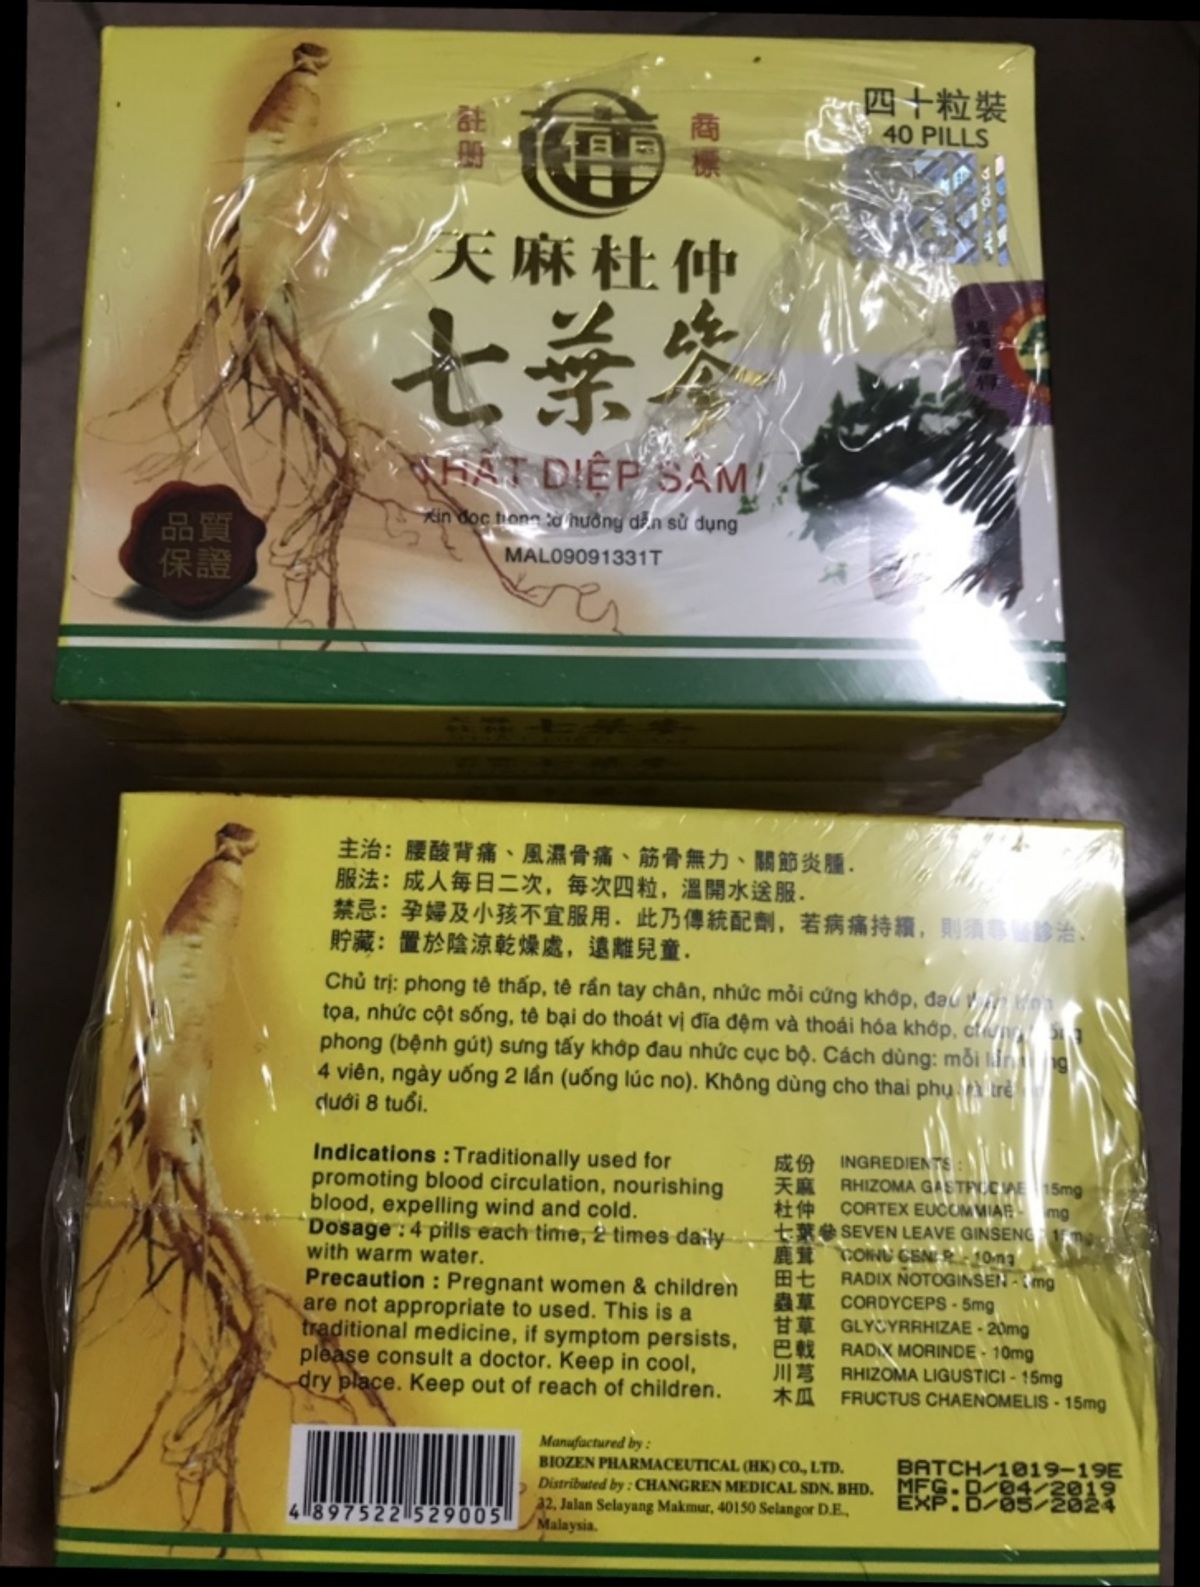 四十粒裝
40 PILLS
註册
商標
天麻杜仲
七葉參
THẤT DIỆP SÂM
Xin đọc trong tờ hướng dẫn sử dụng
MAL09091331T
品質
保證
七葉參
主治：腰酸背痛、風濕骨痛、筋骨無力、關節炎腫.
服法：成人每日二次，每次四粒，溫開水送服.
禁忌：孕婦及小孩不宜服用. 此乃傳統配劑，若病痛持續，則須尋醫診治.
貯藏：置於陰涼乾燥處，遠離兒童.
Chủ trị: phong tê thấp, tê rần tay chân, nhức mỏi cứng khớp, đau
tọa, nhức cột sống, tê bại do thoát vị đĩa đệm và thoái hóa khớp,
phong (bệnh gút) sưng tấy khớp đau nhức cục bộ. Cách dùng: mỗi
4 viên, ngày uống 2 lần (uống lúc no). Không dùng cho thai phụ và trẻ
dưới 8 tuổi.
Indications : Traditionally used for
promoting blood circulation, nourishing
blood, expelling wind and cold.
Dosage : 4 pills each time, 2 times daily
with warm water.
Precaution : Pregnant women & children
are not appropriate to used. This is a
traditional medicine, if symptom persists,
please consult a doctor. Keep in cool,
dry place. Keep out of reach of children.
成份 INGREDIENTS :
天麻 RHIZOMA GASTRODIAE 15mg
杜仲 CORTEX EUCOMMIAE -
七葉參 SEVEN LEAVE GINSENG
鹿茸 - 10mg
田七 RADIX NOTOGINSEN -
蟲草 CORDYCEPS - 5mg
甘草 GLYCYRRHIZAE - 20mg
巴戟 RADIX MORINDE - 10mg
川芎 RHIZOMA LIGUSTICI - 15mg
木瓜 FRUCTUS CHAENOMELIS - 15mg
4 897522 529005
Manufactured by :
BIOZEN PHARMACEUTICAL (HK) CO., LTD.
Distributed by : CHANGREN MEDICAL SDN. BHD.
32, Jalan Selayang Makmur, 40150 Selangor D.E.,
Malaysia.
BATCH/1019-19E
MFG.D/04/2019
EXP.D/05/2024